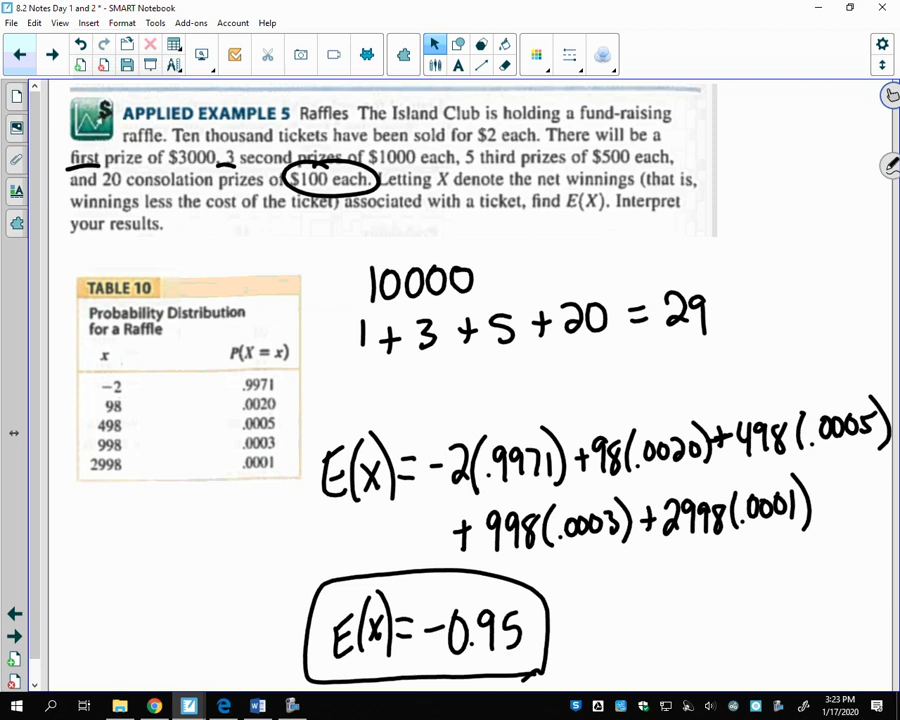 8.2 Notes Day 1 and 2 * - SMART Notebook
File Edit View Insert Format Tools Add-ons Account Help
APPLIED EXAMPLE 5 Raffles The Island Club is holding a fund-raising
raffle. Ten thousand tickets have been sold for $2 each. There will be a
first prize of $3000, 3 second prizes of $1000 each, 5 third prizes of $500 each,
and 20 consolation prizes of $100 each. Letting X denote the net winnings (that is,
winnings less the cost of the ticket) associated with a ticket, find E(X). Interpret
your results.
TABLE 10
Probability Distribution
for a Raffle
x P(X = x)
−2 .9971
98 .0020
498 .0005
998 .0003
2998 .0001
10000
1 + 3 + 5 + 20 = 29
E(x) = -2(.9971) + 98(.0020) + 498(.0005)
+ 998(.0003) + 2998(.0001)
E(x) = -0.95
3:23 PM
1/17/2020